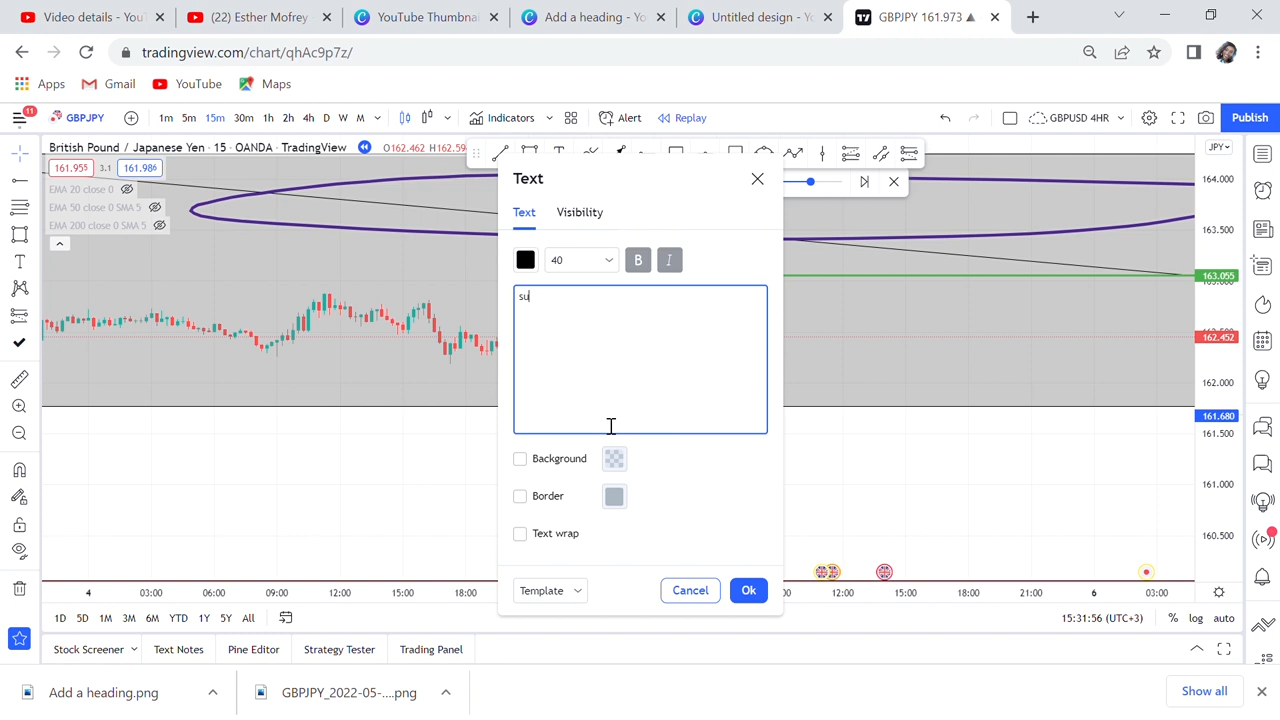 Video details - You
(22) Esther Mofrey
YouTube Thumbnai
Add a heading - Yo
Untitled design - Yo
GBPJPY 161.973 ▲
tradingview.com/chart/qhAc9p7z/
Apps
Gmail
YouTube
Maps
11
GBPJPY
1m 5m 15m 30m 1h 2h 4h D W M
Indicators
Alert
Replay
GBPUSD 4HR
Publish
British Pound / Japanese Yen · 15 · OANDA · TradingView
O162.462 H162.59
JPY
161.955 3.1 161.986
EMA 20 close 0
EMA 50 close 0 SMA 5
EMA 200 close 0 SMA 5
Text
Text Visibility
40
B
I
su
Background
Border
Text wrap
Template
Cancel
Ok
164.000
163.500
163.055
162.452
162.000
161.680
161.500
161.000
160.500
4 03:00 06:00 09:00 12:00 15:00 18:00 12:00 15:00 18:00 21:00 6 03:00
1D 5D 1M 3M 6M YTD 1Y 5Y All
15:31:56 (UTC+3)
% log auto
Stock Screener
Text Notes
Pine Editor
Strategy Tester
Trading Panel
Add a heading.png
GBPJPY_2022-05-....png
Show all